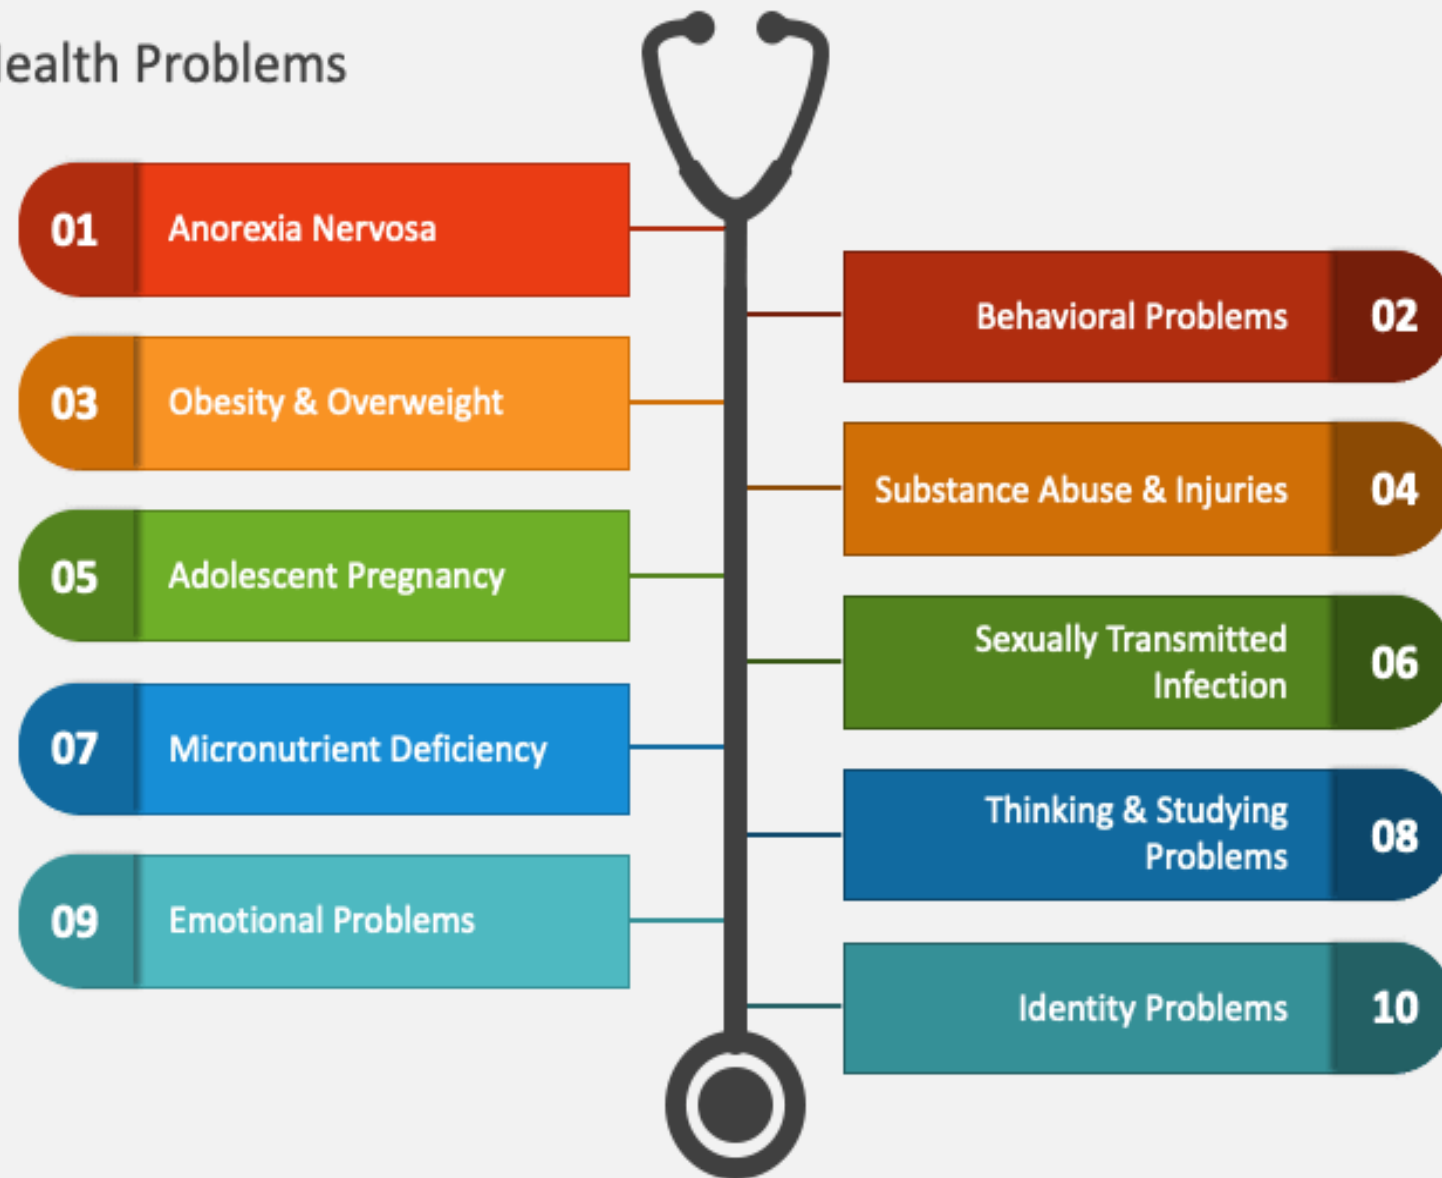 Health Problems
01 Anorexia Nervosa
Behavioral Problems 02
03 Obesity & Overweight
Substance Abuse & Injuries 04
05 Adolescent Pregnancy
Sexually Transmitted
Infection 06
07 Micronutrient Deficiency
Thinking & Studying
Problems 08
09 Emotional Problems
Identity Problems 10